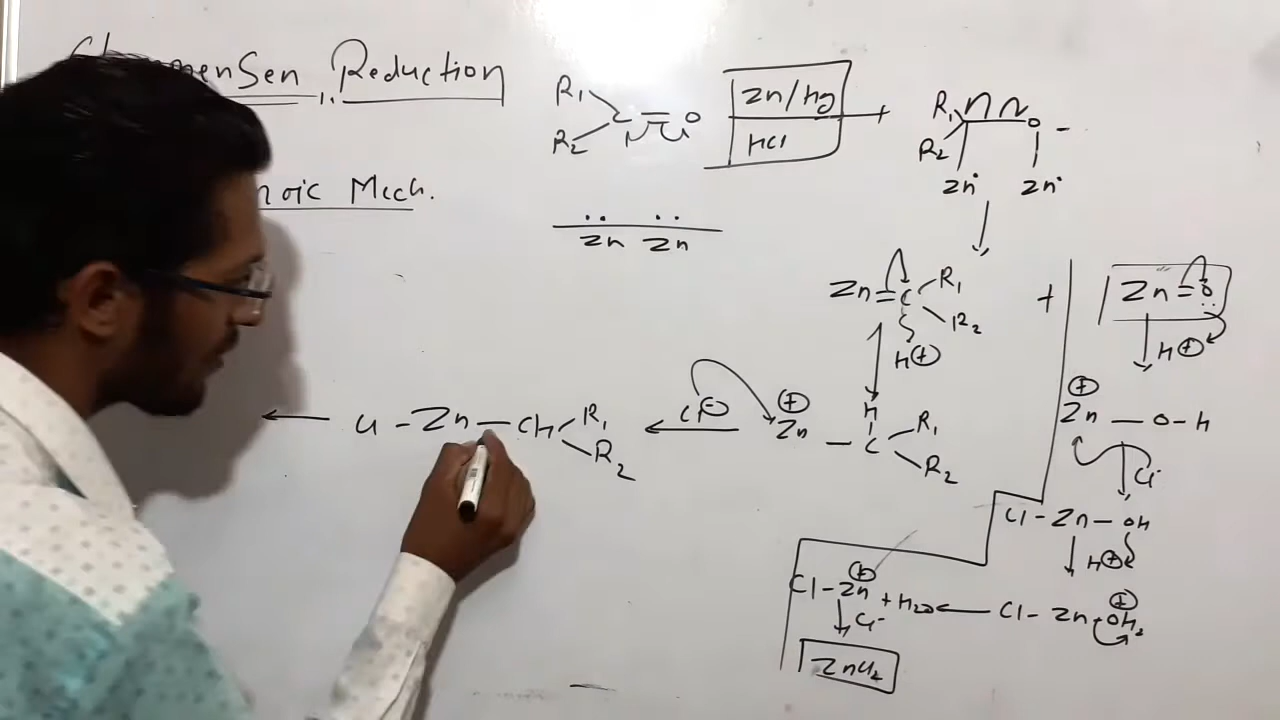 menSen Reduction
noic Mech.
R₁
R₂
C=O
Zn/Hg
HCl
R₁
R₂
O -
Zn• Zn•
Zn Zn
Zn=C
R₁
R₂
H⊕
+
Zn=O
H⊕
⊕
Zn — O-H
Cl
Cl - Zn - OH
H⊕
Cl - Zn - OH₂
⊕
Cl - Zn ⊕ + H₂O
Cl-
ZnCl₂
Cl - Zn - CH
R₁
R₂
Cl⊖
⊕
Zn —
H
C
R₁
R₂